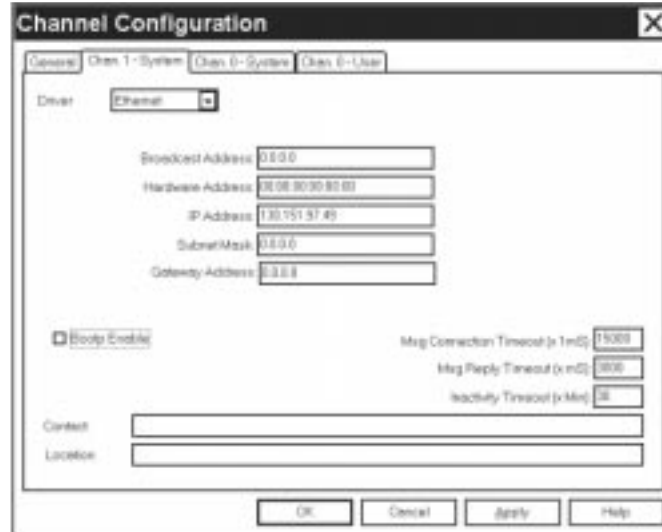 Channel Configuration
General Chan. 1 - System Chan. 0 - System Chan. 0 - User
Driver Ethernet
Broadcast Address: 0.0.0.0
Hardware Address:
IP Address: 130.151.97.49
Subnet Mask: 0.0.0.0
Gateway Address: 0.0.0.0
Bootp Enable
Msg Connection Timeout (x 1mS): 15000
Msg Reply Timeout (x mS): 3000
Inactivity Timeout (x Min): 30
Contact
Location
OK Cancel Apply Help